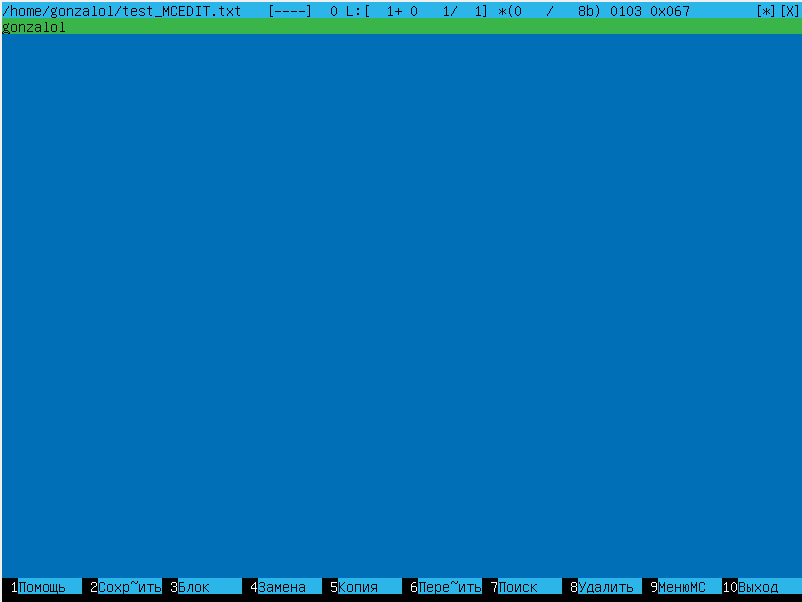 /home/gonzalol/test_MCEDIT.txt   [----]  0 L:[  1+ 0   1/  1] *(0   /   8b) 0103 0x067        [*][X]
gonzalol
1Помощь 2Сохр~ить 3Блок 4Замена 5Копия 6Пере~ить 7Поиск 8Удалить 9МенюMC 10Выход